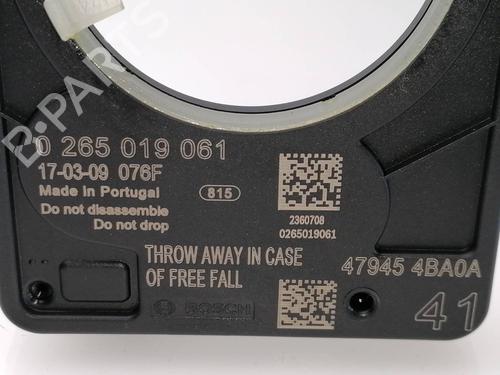 B-PARTS
0 265 019 061
17-03-09 076F
Made in Portugal
815
Do not disassemble
Do not drop
2360708
0265019061
THROW AWAY IN CASE
OF FREE FALL
47945 4BA0A
BOSCH
41